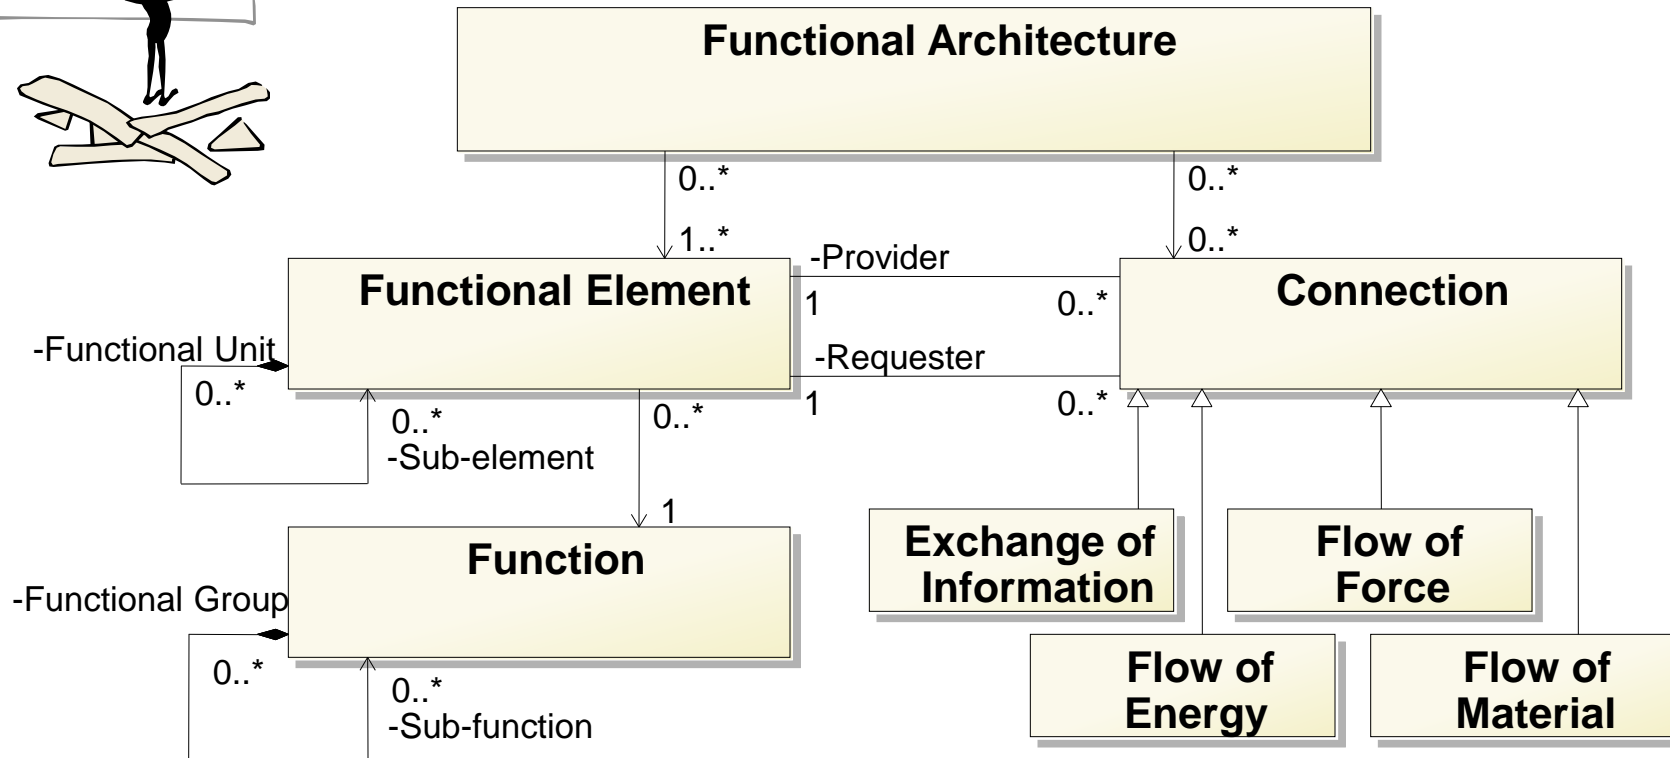 Functional Architecture
0..*
0..*
1..*
0..*
-Provider
Functional Element
1
0..*
Connection
-Functional Unit
-Requester
0..*
1
0..*
0..*
-Sub-element
0..*
1
Function
Exchange of
Information
Flow of
Force
-Functional Group
0..*
0..*
-Sub-function
Flow of
Energy
Flow of
Material